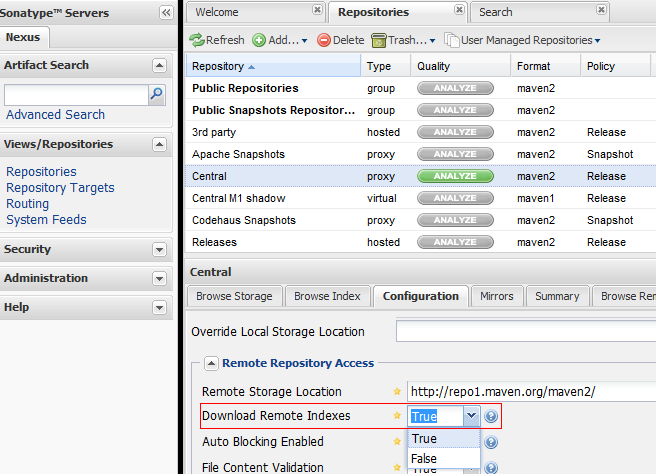 Sonatype™ Servers
Nexus
Artifact Search
Advanced Search
Views/Repositories
Repositories
Repository Targets
Routing
System Feeds
Security
Administration
Help
Welcome
Repositories
Search
Refresh
Add...
Delete
Trash...
User Managed Repositories
Repository Type Quality Format Policy
Public Repositories group ANALYZE maven2
Public Snapshots Repositor... group ANALYZE maven2
3rd party hosted ANALYZE maven2 Release
Apache Snapshots proxy ANALYZE maven2 Snapshot
Central proxy ANALYZE maven2 Release
Central M1 shadow virtual ANALYZE maven1 Release
Codehaus Snapshots proxy ANALYZE maven2 Snapshot
Releases hosted ANALYZE maven2 Release
Central
Browse Storage
Browse Index
Configuration
Mirrors
Summary
Browse Rem
Override Local Storage Location
Remote Repository Access
Remote Storage Location http://repo1.maven.org/maven2/
Download Remote Indexes True
True
Auto Blocking Enabled
False
File Content Validation True